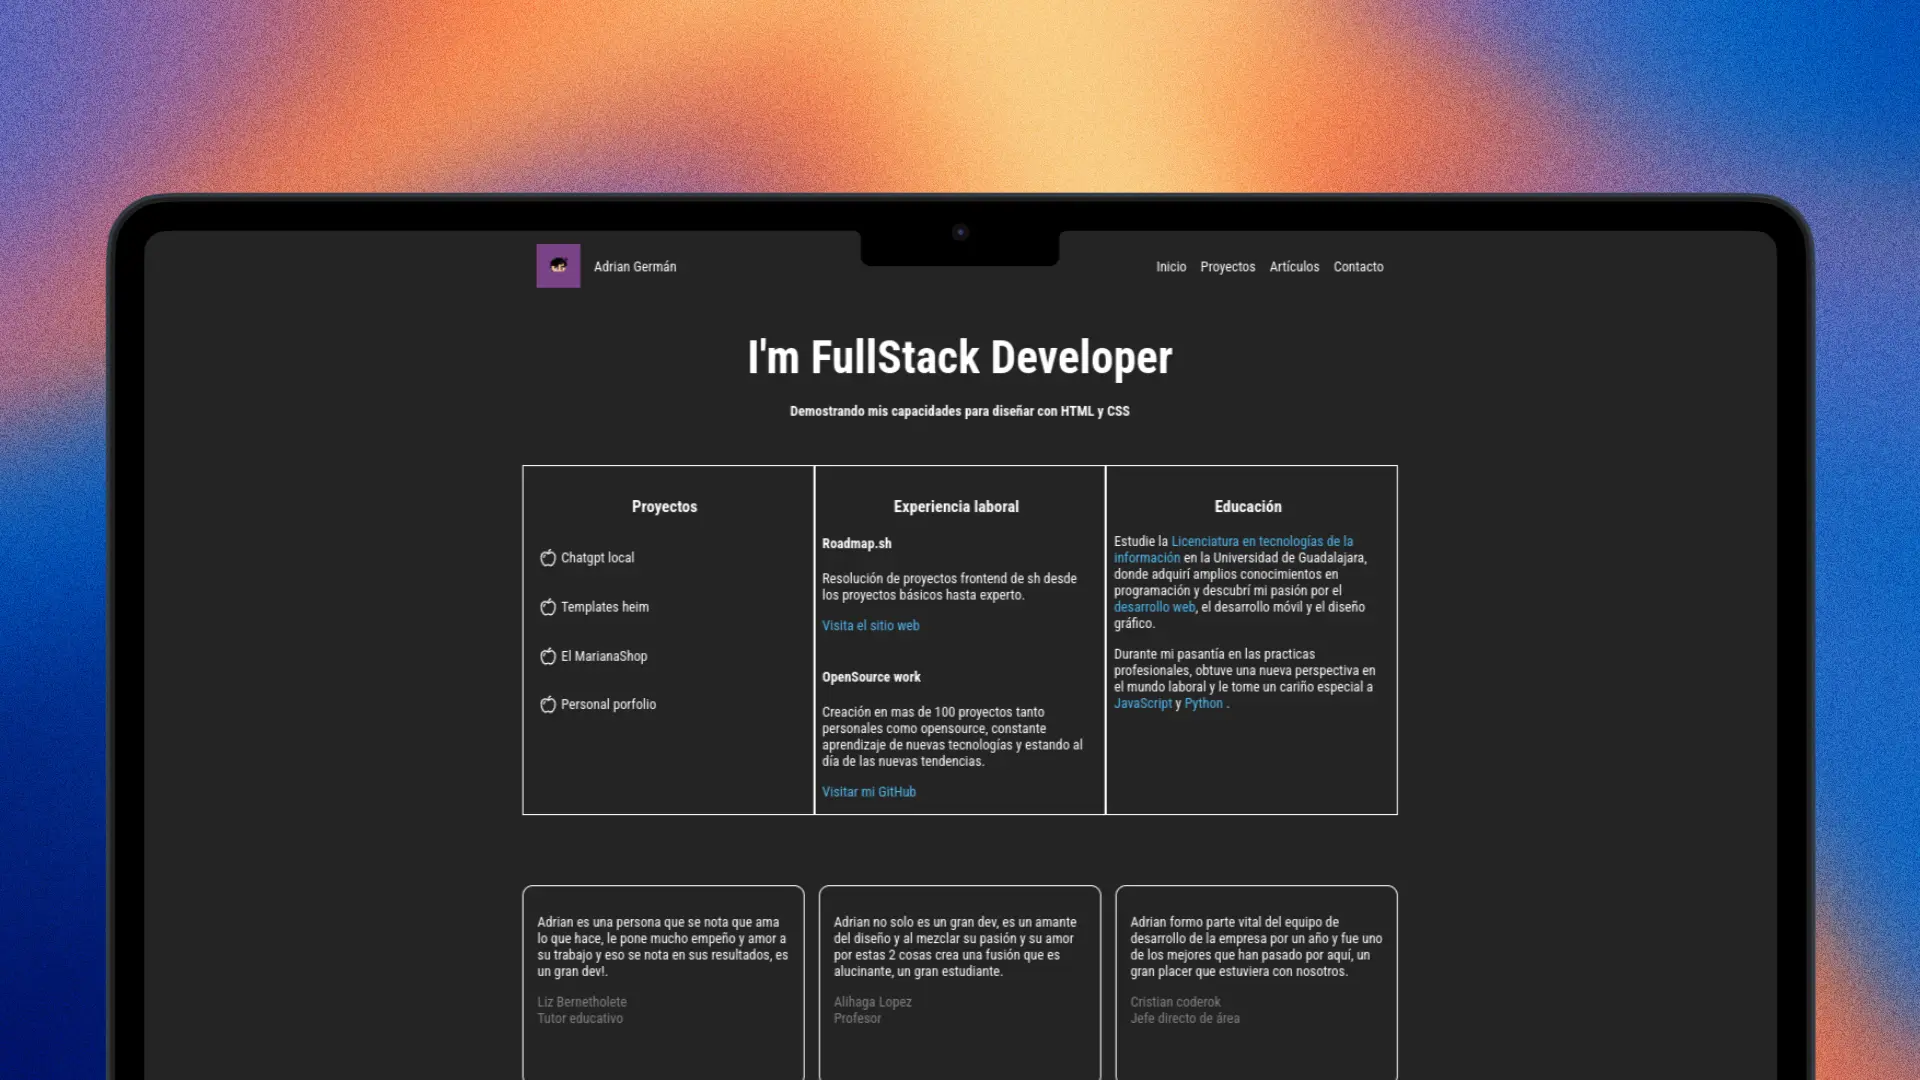 Adrian Germán
Inicio Proyectos Artículos Contacto
I'm FullStack Developer
Demostrando mis capacidades para diseñar con HTML y CSS
Proyectos
Chatgpt local
Templates heim
El MarianaShop
Personal porfolio
Experiencia laboral
Roadmap.sh
Resolución de proyectos frontend de sh desde
los proyectos básicos hasta experto.
Visita el sitio web
OpenSource work
Creación en mas de 100 proyectos tanto
personales como opensource, constante
aprendizaje de nuevas tecnologías y estando al
día de las nuevas tendencias.
Visitar mi GitHub
Educación
Estudie la Licenciatura en tecnologías de la
información en la Universidad de Guadalajara,
donde adquirí amplios conocimientos en
programación y descubrí mi pasión por el
desarrollo web, el desarrollo móvil y el diseño
gráfico.
Durante mi pasantía en las practicas
profesionales, obtuve una nueva perspectiva en
el mundo laboral y le tome un cariño especial a
JavaScript y Python .
Adrian es una persona que se nota que ama
lo que hace, le pone mucho empeño y amor a
su trabajo y eso se nota en sus resultados, es
un gran dev!.
Liz Bernetholete
Tutor educativo
Adrian no solo es un gran dev, es un amante
del diseño y al mezclar su pasión y su amor
por estas 2 cosas crea una fusión que es
alucinante, un gran estudiante.
Alihaga Lopez
Profesor
Adrian formo parte vital del equipo de
desarrollo de la empresa por un año y fue uno
de los mejores que han pasado por aquí, un
gran placer que estuviera con nosotros.
Cristian coderok
Jefe directo de área